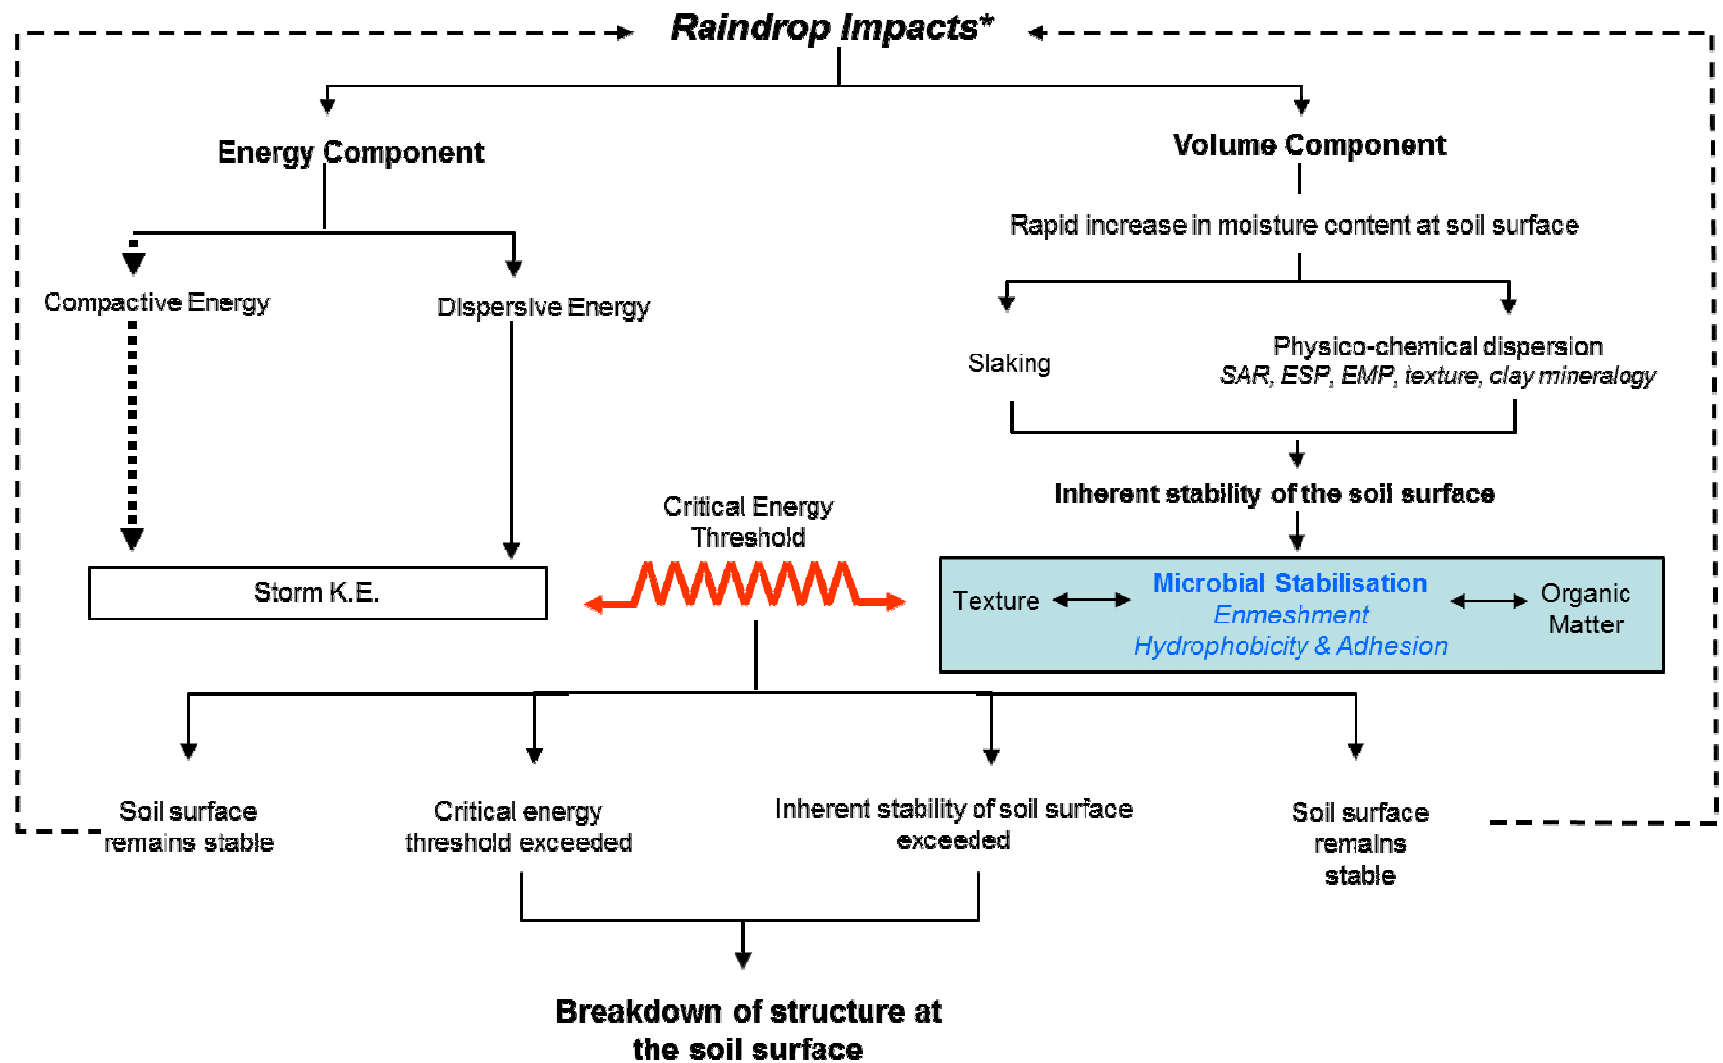 Raindrop Impacts*
Energy Component
Volume Component
Rapid increase in moisture content at soil surface
Compactive Energy
Dispersive Energy
Slaking
Physico-chemical dispersion
SAR, ESP, EMP, texture, clay mineralogy
Inherent stability of the soil surface
Critical Energy
Threshold
Storm K.E.
Texture
Microbial Stabilisation
Enmeshment
Hydrophobicity & Adhesion
Organic
Matter
Soil surface
remains stable
Critical energy
threshold exceeded
Inherent stability of soil surface
exceeded
Soil surface
remains
stable
Breakdown of structure at
the soil surface